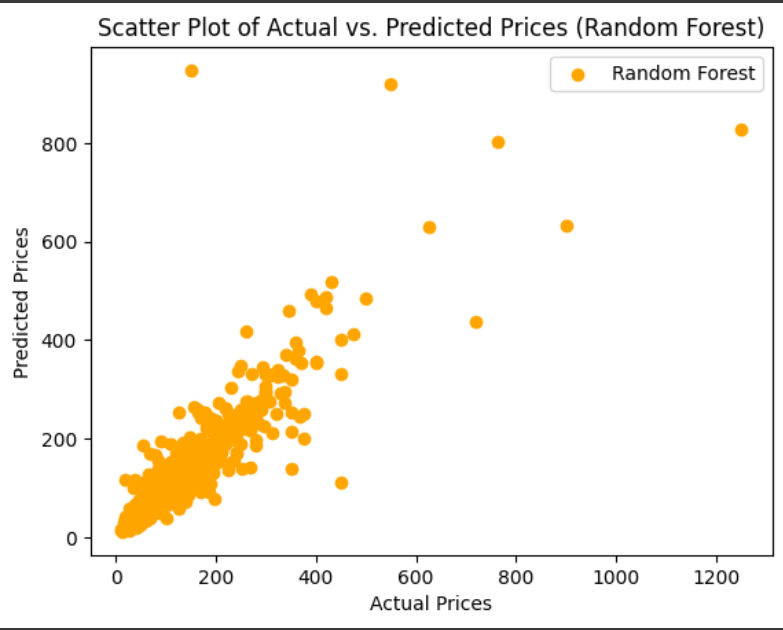 Scatter Plot of Actual vs. Predicted Prices (Random Forest)
Random Forest
800
600
400
200
0
Predicted Prices
0 200 400 600 800 1000 1200
Actual Prices